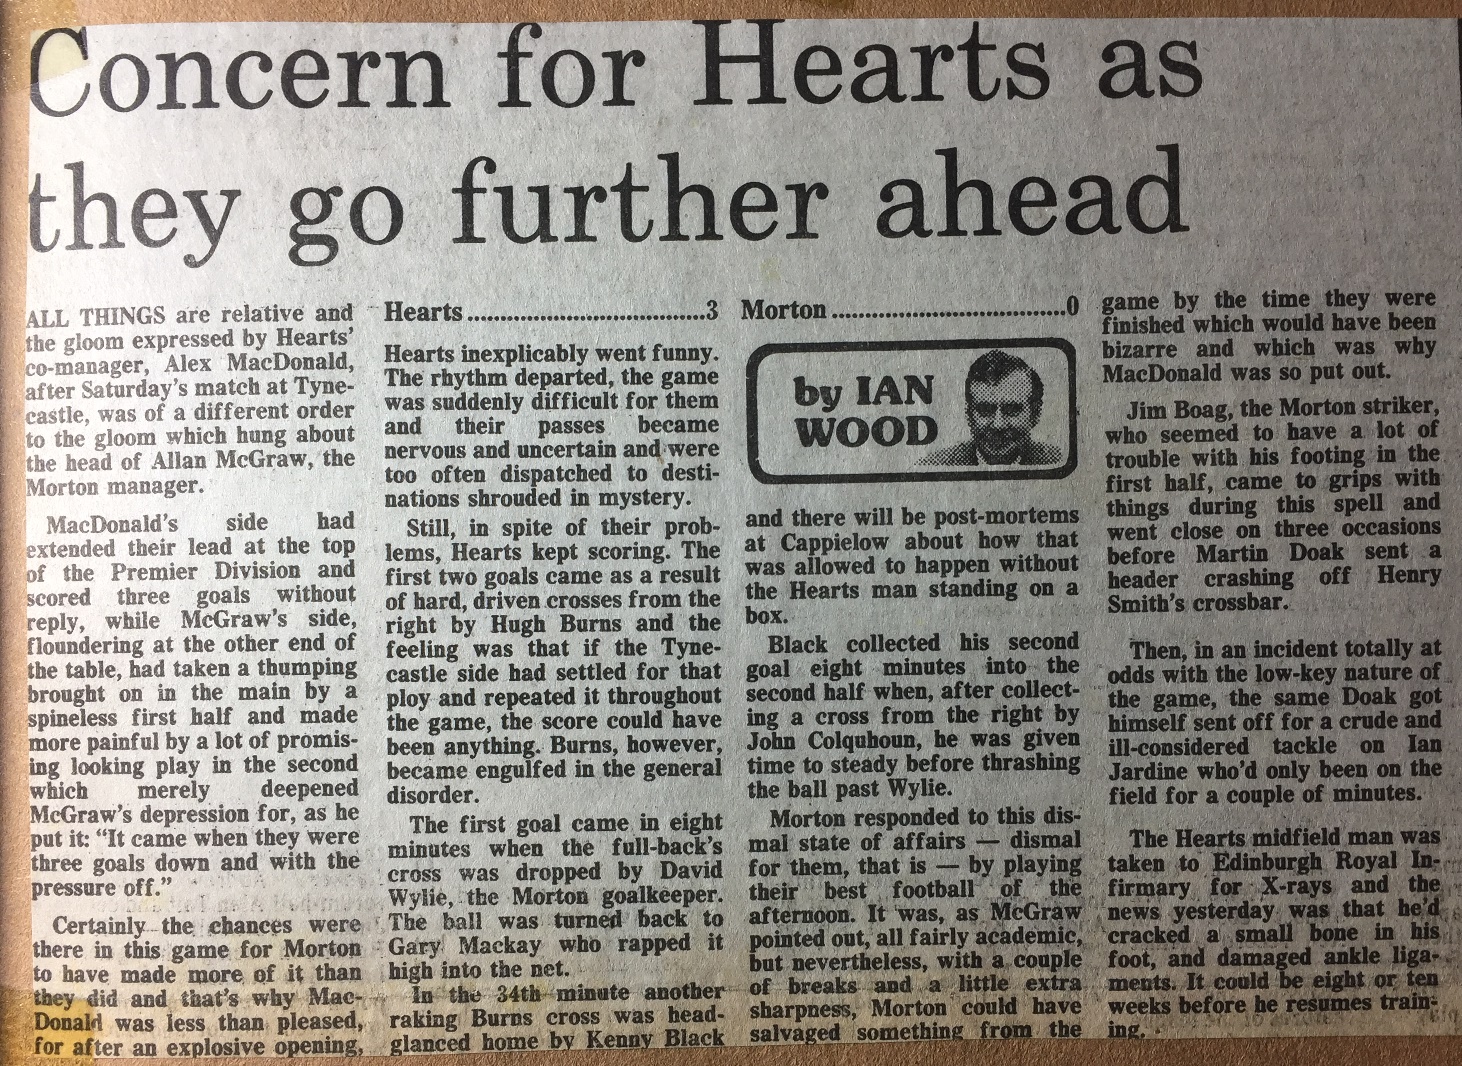 Concern for Hearts as
they go further ahead
ALL THINGS are relative and
the gloom expressed by Hearts'
co-manager, Alex MacDonald,
after Saturday's match at Tyne-
castle, was of a different order
to the gloom which hung about
the head of Allan McGraw, the
Morton manager.
MacDonald's side had
extended their lead at the top
of the Premier Division and
scored three goals without
reply, while McGraw's side,
floundering at the other end of
the table, had taken a thumping
brought on in the main by a
spineless first half and made
more painful by a lot of promis-
ing looking play in the second
which merely deepened
McGraw's depression for, as he
put it: “It came when they were
three goals down and with the
pressure off.”
Certainly the chances were
there in this game for Morton
to have made more of it than
they did and that's why Mac-
Donald was less than pleased,
for after an explosive opening,
Hearts..................................3
Hearts inexplicably went funny.
The rhythm departed, the game
was suddenly difficult for them
and their passes became
nervous and uncertain and were
too often dispatched to desti-
nations shrouded in mystery.
Still, in spite of their prob-
lems, Hearts kept scoring. The
first two goals came as a result
of hard, driven crosses from the
right by Hugh Burns and the
feeling was that if the Tyne-
castle side had settled for that
ploy and repeated it throughout
the game, the score could have
been anything. Burns, however,
became engulfed in the general
disorder.
The first goal came in eight
minutes when the full-back's
cross was dropped by David
Wylie, the Morton goalkeeper.
The ball was turned back to
Gary Mackay who rapped it
high into the net.
In the 34th minute another
raking Burns cross was head-
glanced home by Kenny Black
Morton.................................0
by IAN
WOOD
and there will be post-mortems
at Cappielow about how that
was allowed to happen without
the Hearts man standing on a
box.
Black collected his second
goal eight minutes into the
second half when, after collect-
ing a cross from the right by
John Colquhoun, he was given
time to steady before thrashing
the ball past Wylie.
Morton responded to this dis-
mal state of affairs — dismal
for them, that is — by playing
their best football of the
afternoon. It was, as McGraw
pointed out, all fairly academic,
but nevertheless, with a couple
of breaks and a little extra
sharpness, Morton could have
salvaged something from the
game by the time they were
finished which would have been
bizarre and which was why
MacDonald was so put out.
Jim Boag, the Morton striker,
who seemed to have a lot of
trouble with his footing in the
first half, came to grips with
things during this spell and
went close on three occasions
before Martin Doak sent a
header crashing off Henry
Smith's crossbar.
Then, in an incident totally at
odds with the low-key nature of
the game, the same Doak got
himself sent off for a crude and
ill-considered tackle on Ian
Jardine who'd only been on the
field for a couple of minutes.
The Hearts midfield man was
taken to Edinburgh Royal In-
firmary for X-rays and the
news yesterday was that he'd
cracked a small bone in his
foot, and damaged ankle liga-
ments. It could be eight or ten
weeks before he resumes train-
ing.